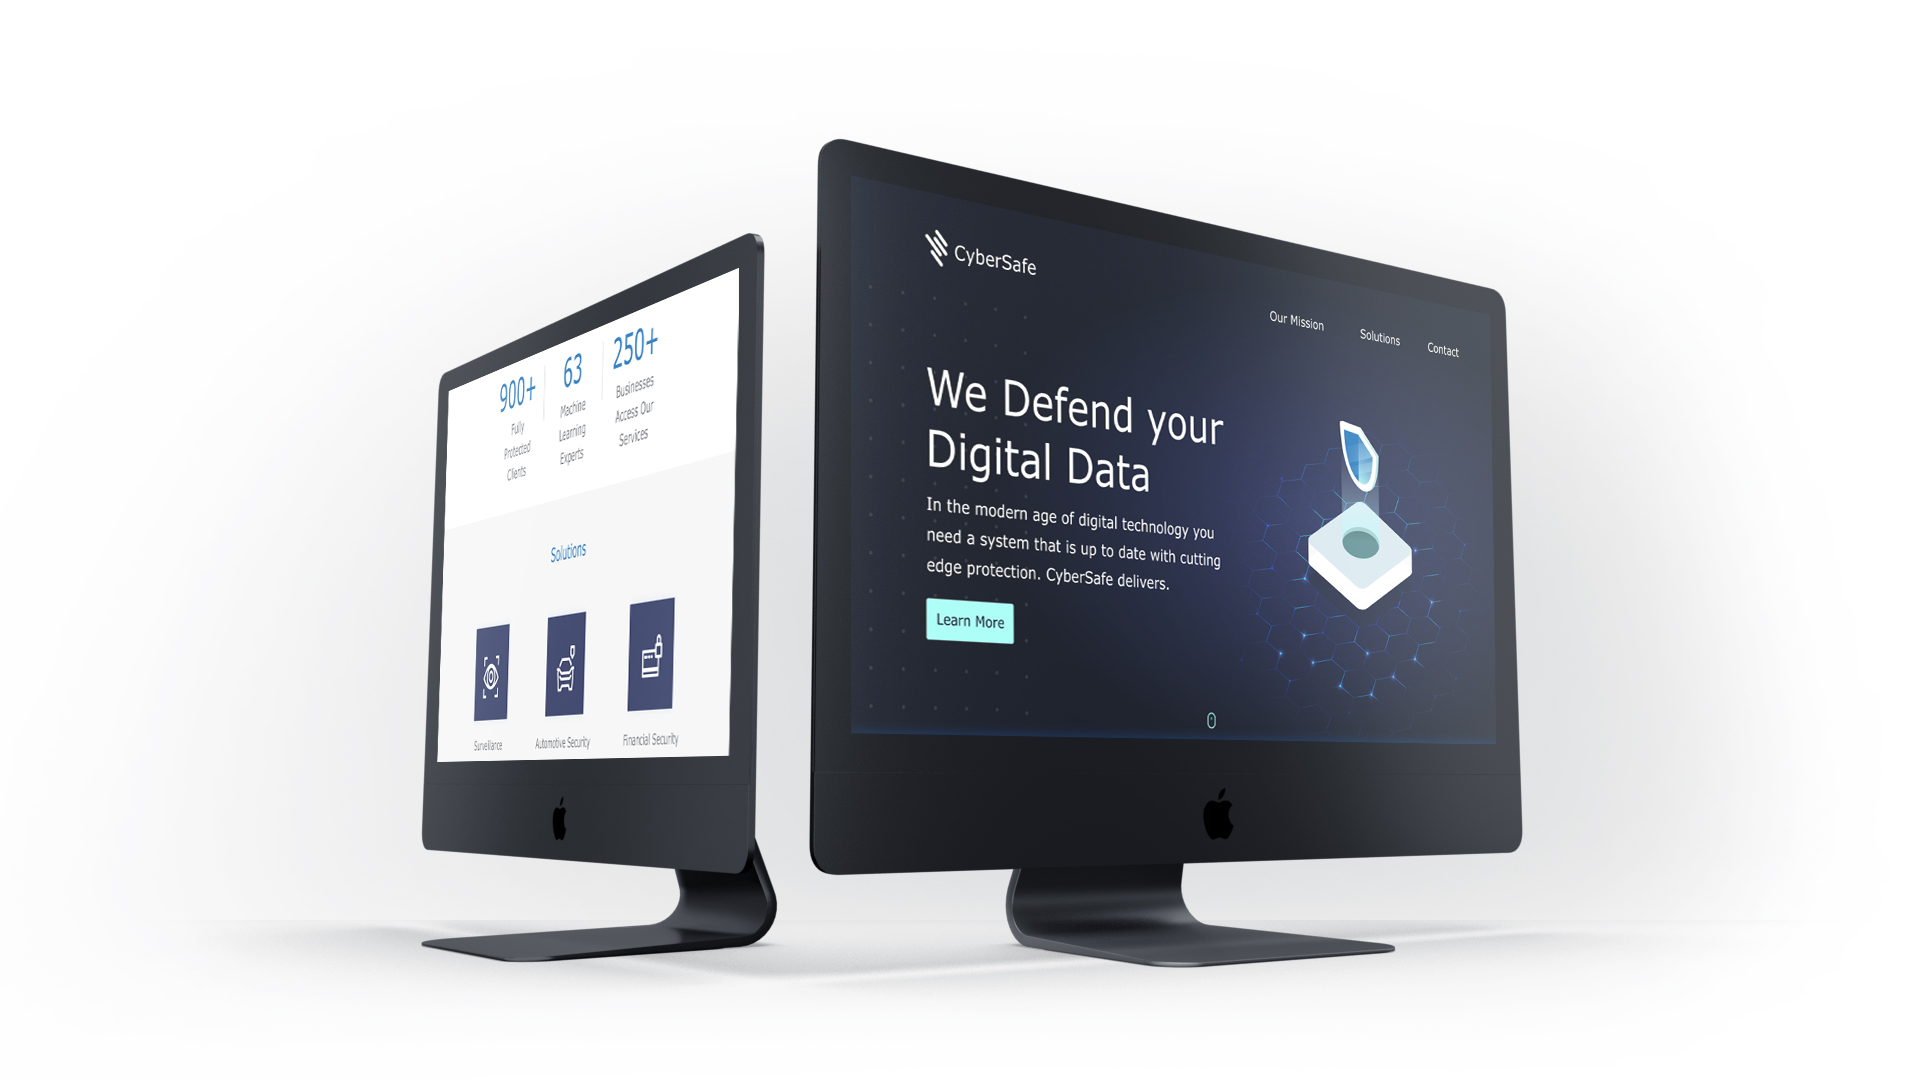 900+
Fully
Protected
Clients
63
Machine
Learning
Experts
250+
Businesses
Access Our
Services
Solutions
Surveillance
Automotive Security
Financial Security
CyberSafe
Our Mission
Solutions
Contact
We Defend your
Digital Data
In the modern age of digital technology you
need a system that is up to date with cutting
edge protection. CyberSafe delivers.
Learn More